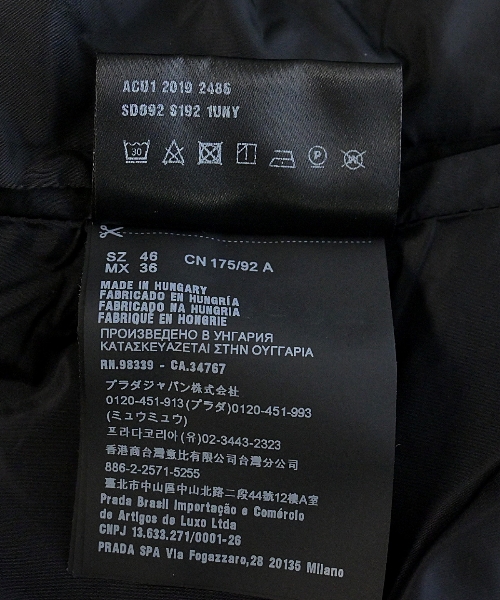 ACU1 2019 2486
SD092 S192 1UNY
30
P
SZ 46
MX 36
CN 175/92 A
MADE IN HUNGARY
FABRICADO EN HUNGRÍA
FABRICADO NA HUNGRIA
FABRIQUÉ EN HONGRIE
ПРОИЗВЕДЕНО В УНГАРИЯ
ΚΑΤΑΣΚΕΥΑΖΕΤΑΙ ΣΤΗΝ ΟΥΓΓΑΡΙΑ
RN.98339 - CA.34767
プラダジャパン株式会社
0120-451-913(プラダ)0120-451-993
(ミュウミュウ)
프라다코리아(유)02-3443-2323
香港商台灣慕比有限公司台灣分公司
886-2-2571-5255
臺北市中山區中山北路二段44號12樓A室
Prada Brasil Importação e Comércio
de Artigos de Luxo Ltda
CNPJ 13.633.271/0001-26
PRADA SPA Via Fogazzaro,28 20135 Milano